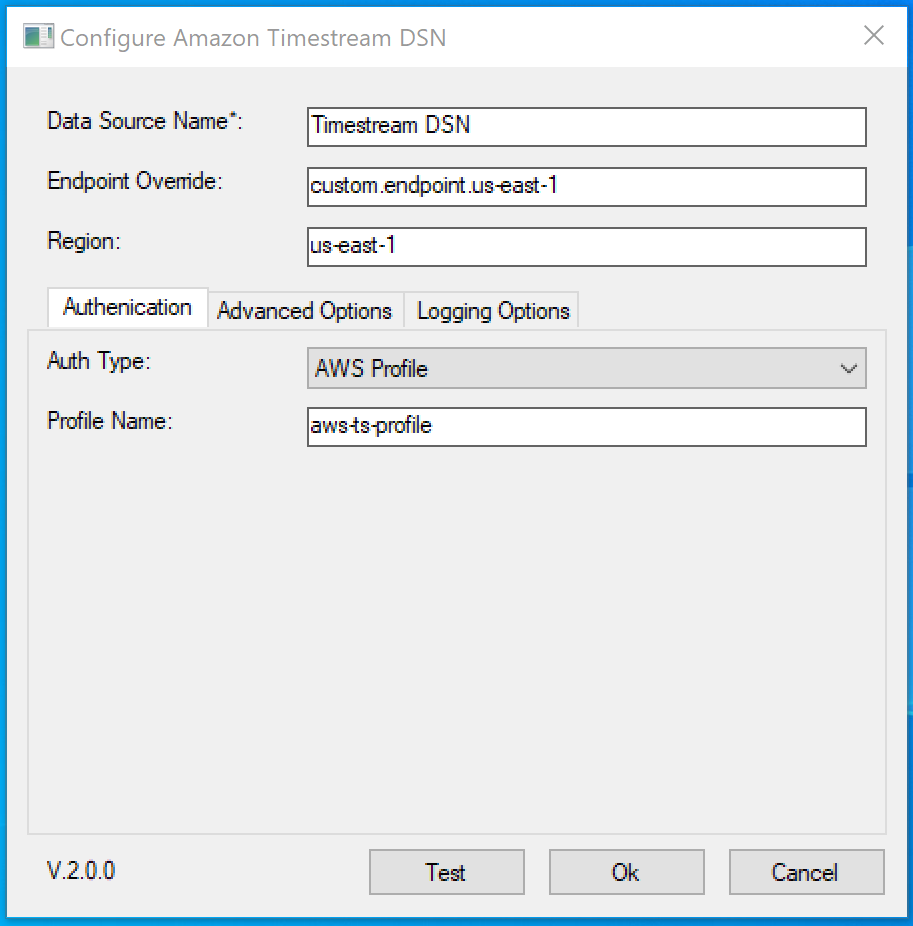 Configure Amazon Timestream DSN
Data Source Name*: Timestream DSN
Endpoint Override: custom.endpoint.us-east-1
Region: us-east-1
Authenication Advanced Options Logging Options
Auth Type: AWS Profile
Profile Name: aws-ts-profile
V.2.0.0 Test Ok Cancel